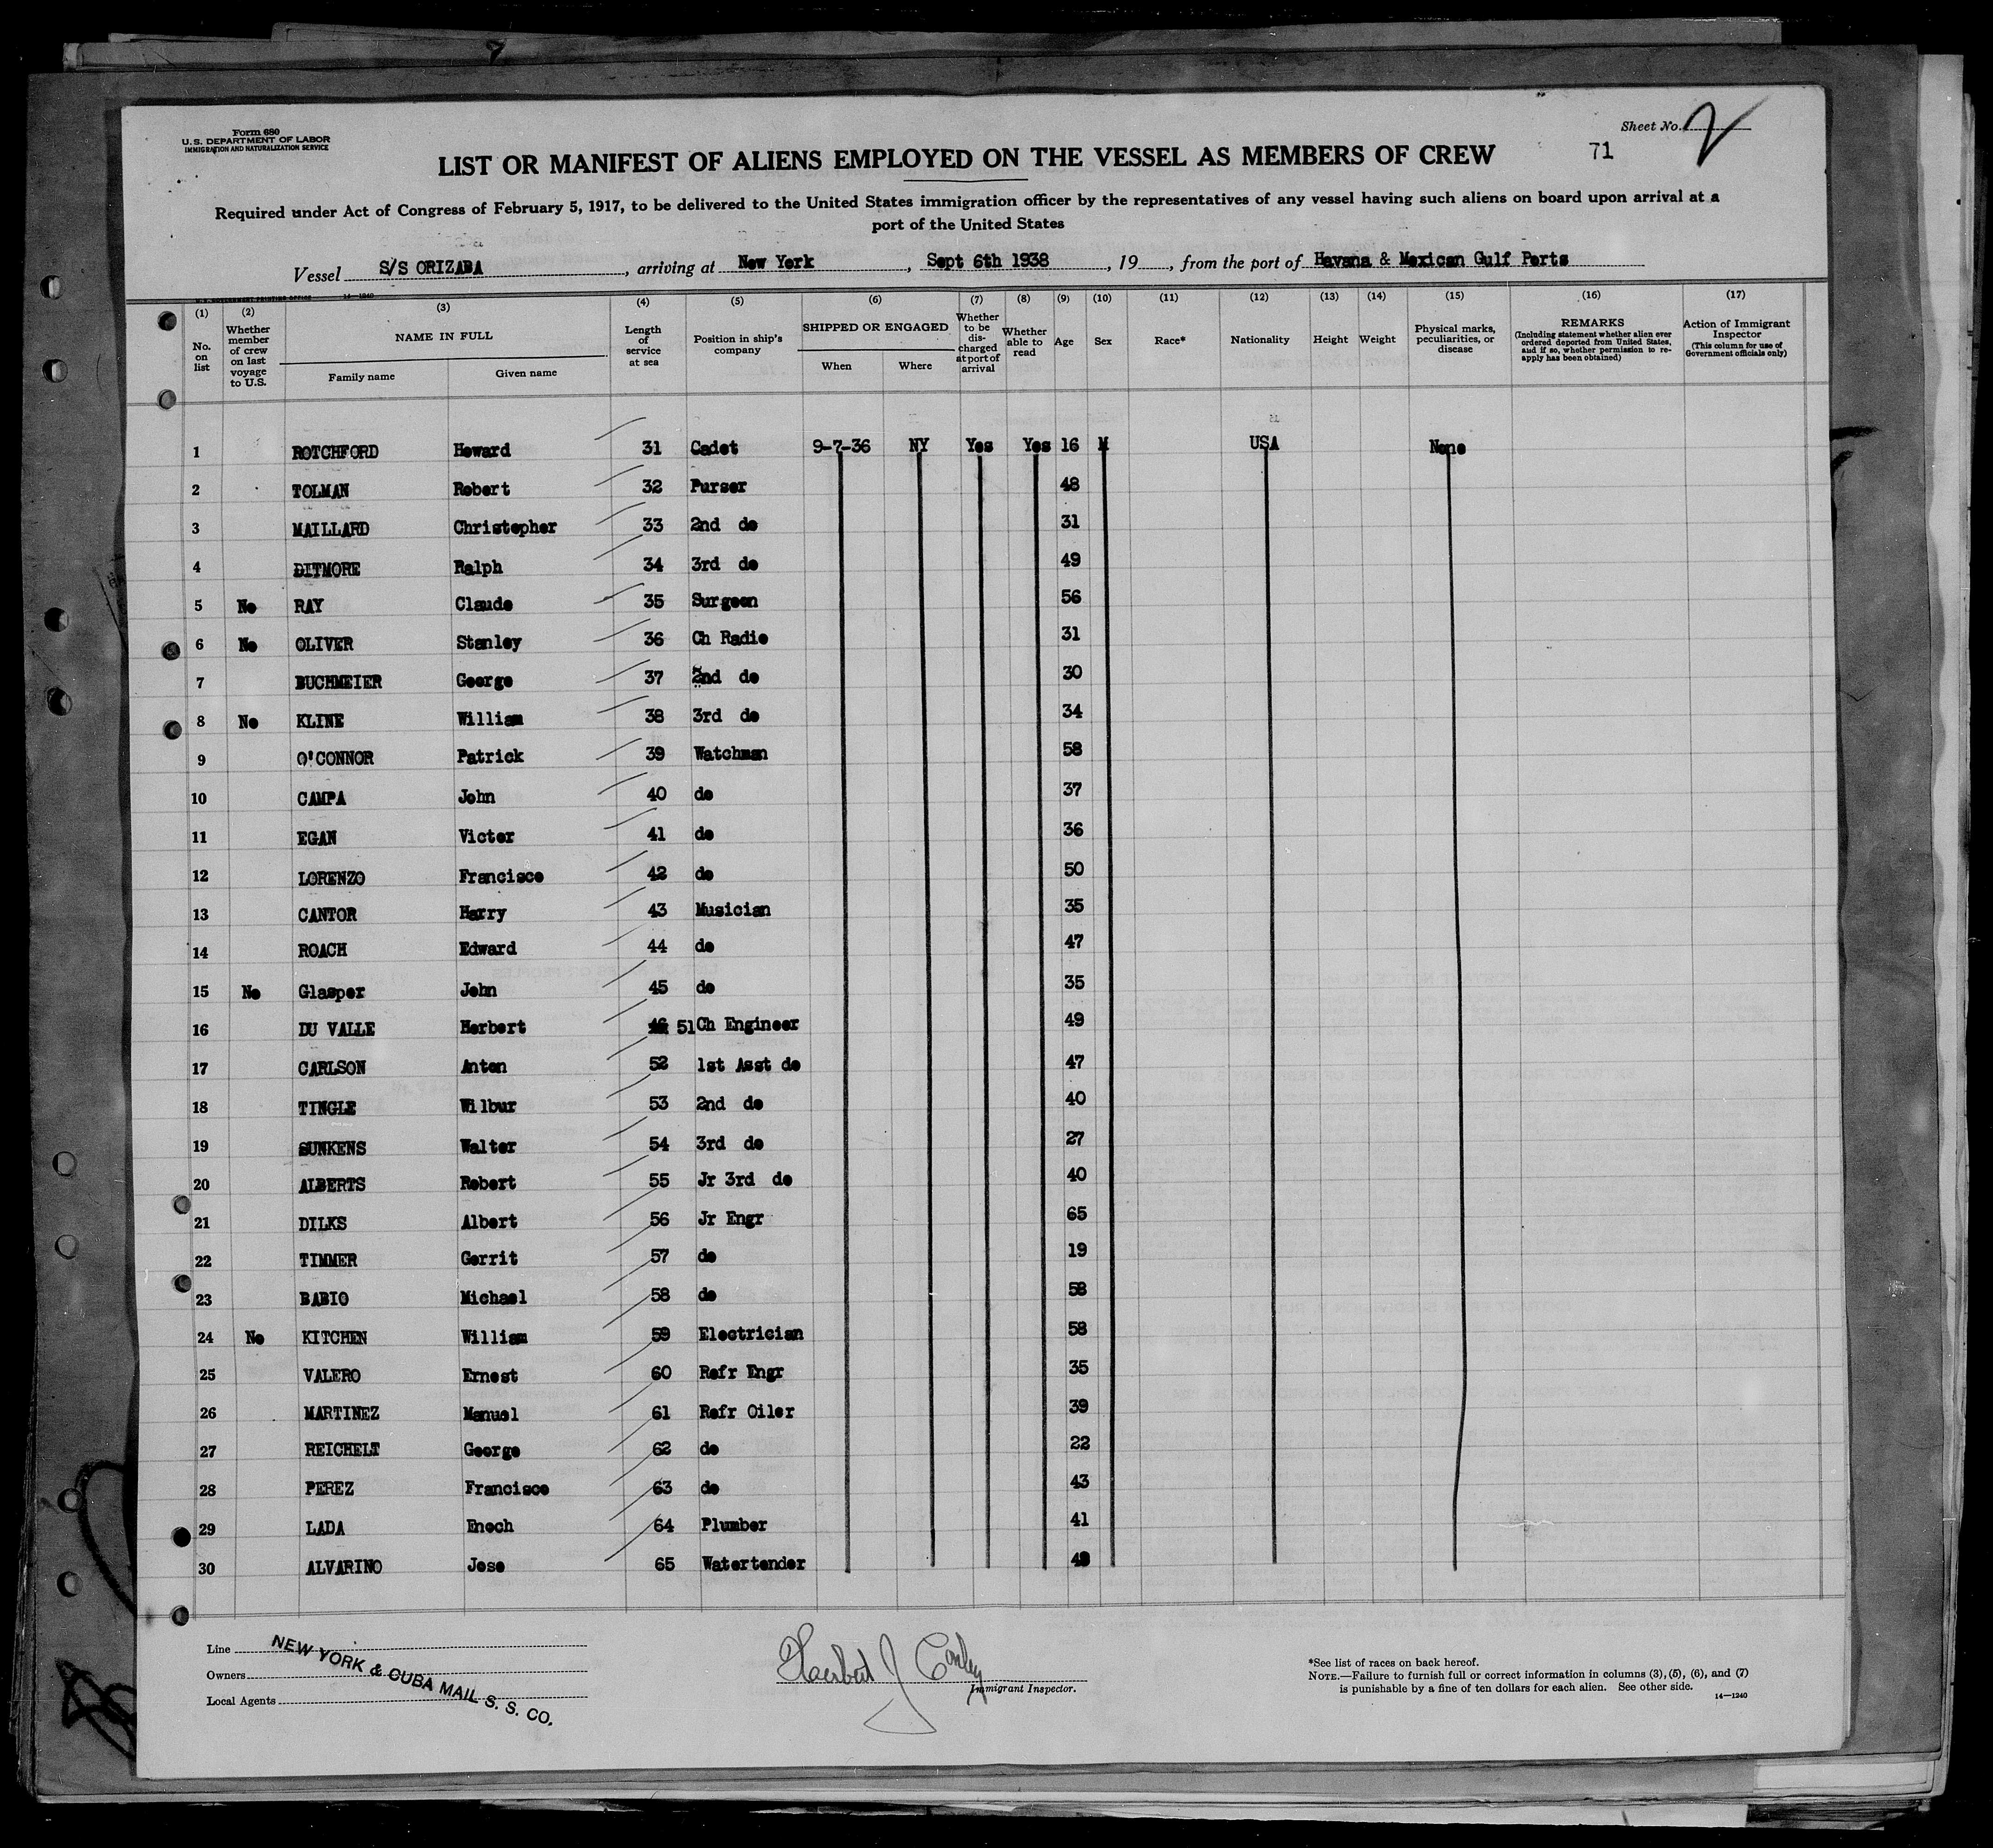 Form 680
U. S. DEPARTMENT OF LABOR
IMMIGRATION AND NATURALIZATION SERVICE
Sheet No. 2
71
LIST OR MANIFEST OF ALIENS EMPLOYED ON THE VESSEL AS MEMBERS OF CREW
Required under Act of Congress of February 5, 1917, to be delivered to the United States immigration officer by the representatives of any vessel having such aliens on board upon arrival at a
port of the United States
Vessel S/S ORIZABA, arriving at New York, Sept 6th 1938, 19, from the port of Havana & Mexican Gulf Ports
U. S. GOVERNMENT PRINTING OFFICE 14—1240
(1) (2) (3) (4) (5) (6) (7) (8) (9) (10) (11) (12) (13) (14) (15) (16) (17)
No. on list
Whether member of crew on last voyage to U.S.
NAME IN FULL
Family name Given name
Length of service at sea
Position in ship's company
SHIPPED OR ENGAGED
When Where
Whether to be discharged at port of arrival
Whether able to read
Age
Sex
Race*
Nationality
Height
Weight
Physical marks, peculiarities, or disease
REMARKS
(Including statement whether alien ever ordered deported from United States, and if so, whether permission to reapply has been obtained)
Action of Immigrant Inspector
(This column for use of Government officials only)
1 ROTCHFORD Howard 31 Cadet 9-7-36 NY Yes Yes 16 M USA None
2 TOLMAN Robert 32 Purser 48
3 MAILLARD Christopher 33 2nd do 31
4 DITMORE Ralph 34 3rd do 49
5 No RAY Claude 35 Surgeon 56
6 No OLIVER Stanley 36 Ch Radio 31
7 BUCHMEIER George 37 2nd do 30
8 No KLINE William 38 3rd do 34
9 O'CONNOR Patrick 39 Watchman 58
10 CAMPA John 40 do 37
11 EGAN Victor 41 do 36
12 LORENZO Francisco 42 do 50
13 CANTOR Harry 43 Musician 35
14 ROACH Edward 44 do 47
15 No Glasper John 45 do 35
16 DU VALLE Herbert 51 Ch Engineer 49
17 CARLSON Anton 52 1st Asst do 47
18 TINGLE Wilbur 53 2nd do 40
19 SUNKENS Walter 54 3rd do 27
20 ALBERTS Robert 55 Jr 3rd do 40
21 DILKS Albert 56 Jr Engr 65
22 TIMMER Gerrit 57 do 19
23 BABIO Michael 58 do 58
24 No KITCHEN William 59 Electrician 58
25 VALERO Ernest 60 Refr Engr 35
26 MARTINEZ Manuel 61 Refr Oiler 39
27 REICHELT George 62 do 22
28 PEREZ Francisco 63 do 43
29 LADA Enoch 64 Plumber 41
30 ALVARINO Jose 65 Watertender
Line
Owners
Local Agents
NEW YORK & CUBA MAIL S. S. CO.
Immigrant Inspector.
*See list of races on back hereof.
NOTE.—Failure to furnish full or correct information in columns (3), (5), (6), and (7)
is punishable by a fine of ten dollars for each alien. See other side.
14—1240